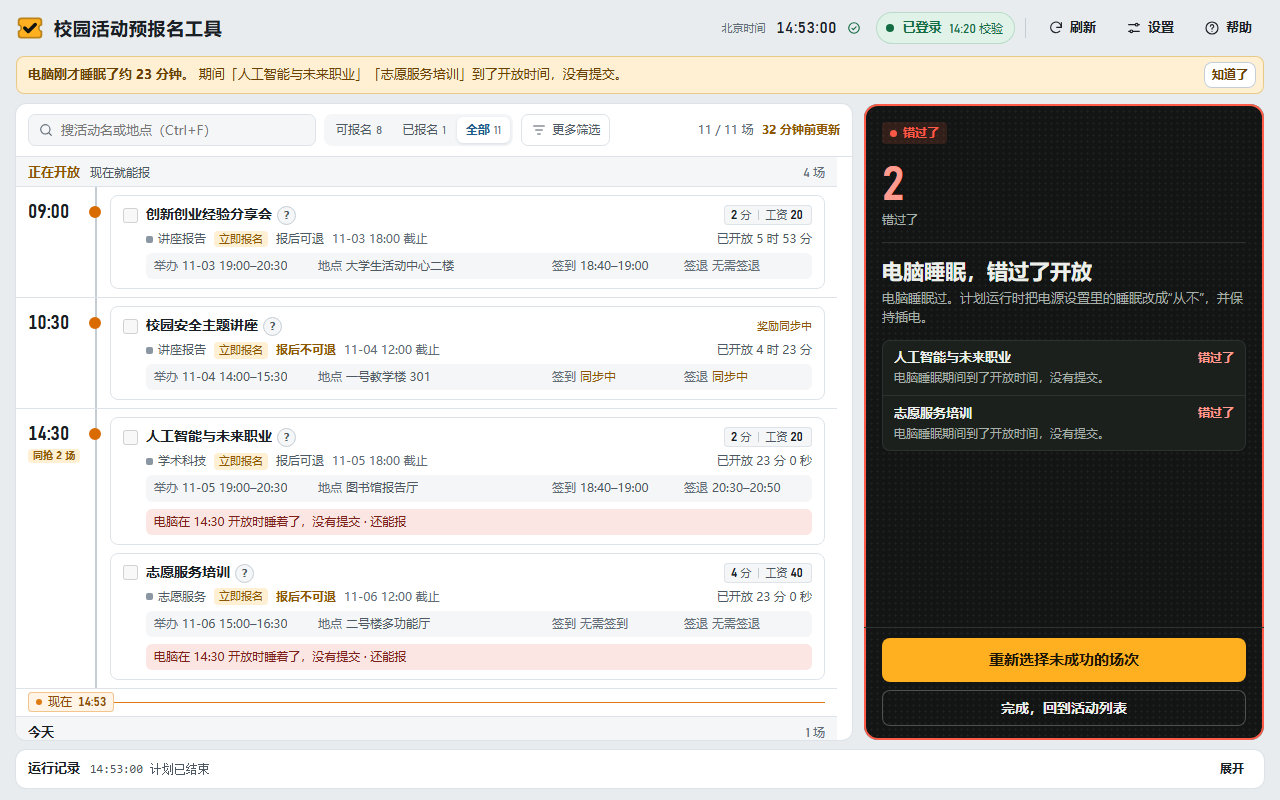 校园活动预报名工具
北京时间 14:53:00 已登录 14:20 校验 刷新 设置 帮助
电脑刚才睡眠了约 23 分钟。 期间「人工智能与未来职业」「志愿服务培训」到了开放时间，没有提交。 知道了
搜活动名或地点（Ctrl+F） 可报名 8 已报名 1 全部 11 更多筛选 11 / 11 场 32 分钟前更新
正在开放 现在就能报 4 场
09:00 创新创业经验分享会 ? 2 分 工资 20
讲座报告 立即报名 报后可退 11-03 18:00 截止 已开放 5 时 53 分
举办 11-03 19:00–20:30 地点 大学生活动中心二楼 签到 18:40–19:00 签退 无需签退
10:30 校园安全主题讲座 ? 奖励同步中
讲座报告 立即报名 报后不可退 11-04 12:00 截止 已开放 4 时 23 分
举办 11-04 14:00–15:30 地点 一号教学楼 301 签到 同步中 签退 同步中
14:30 人工智能与未来职业 ? 2 分 工资 20
同抢 2 场
学术科技 立即报名 报后可退 11-05 18:00 截止 已开放 23 分 0 秒
举办 11-05 19:00–20:30 地点 图书馆报告厅 签到 18:40–19:00 签退 20:30–20:50
电脑在 14:30 开放时睡着了，没有提交 · 还能报
志愿服务培训 ? 4 分 工资 40
志愿服务 立即报名 报后不可退 11-06 12:00 截止 已开放 23 分 0 秒
举办 11-06 15:00–16:30 地点 二号楼多功能厅 签到 无需签到 签退 无需签退
电脑在 14:30 开放时睡着了，没有提交 · 还能报
现在 14:53
今天 1 场
错过了
2
错过了
电脑睡眠，错过了开放
电脑睡眠过。计划运行时把电源设置里的睡眠改成“从不”，并保
持插电。
人工智能与未来职业 错过了
电脑睡眠期间到了开放时间，没有提交。
志愿服务培训 错过了
电脑睡眠期间到了开放时间，没有提交。
重新选择未成功的场次
完成，回到活动列表
运行记录 14:53:00 计划已结束 展开